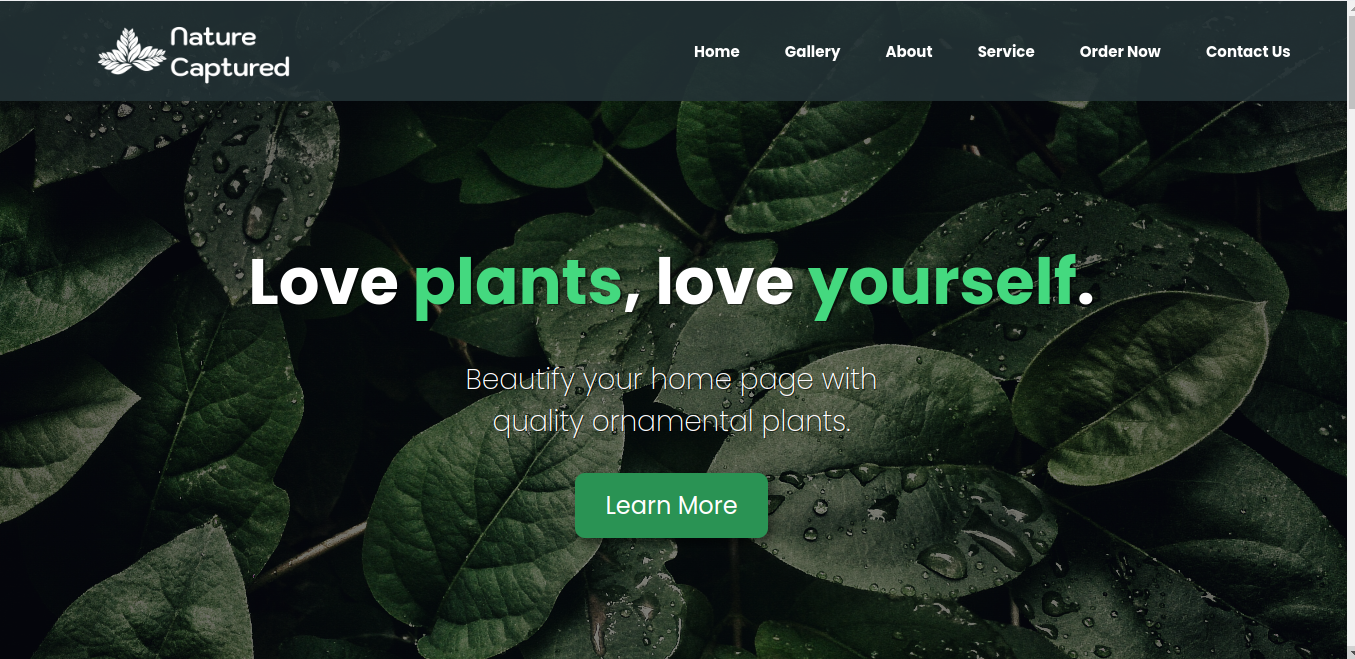 Nature
Captured
Home Gallery About Service Order Now Contact Us
Love plants, love yourself.
Beautify your home page with
quality ornamental plants.
Learn More